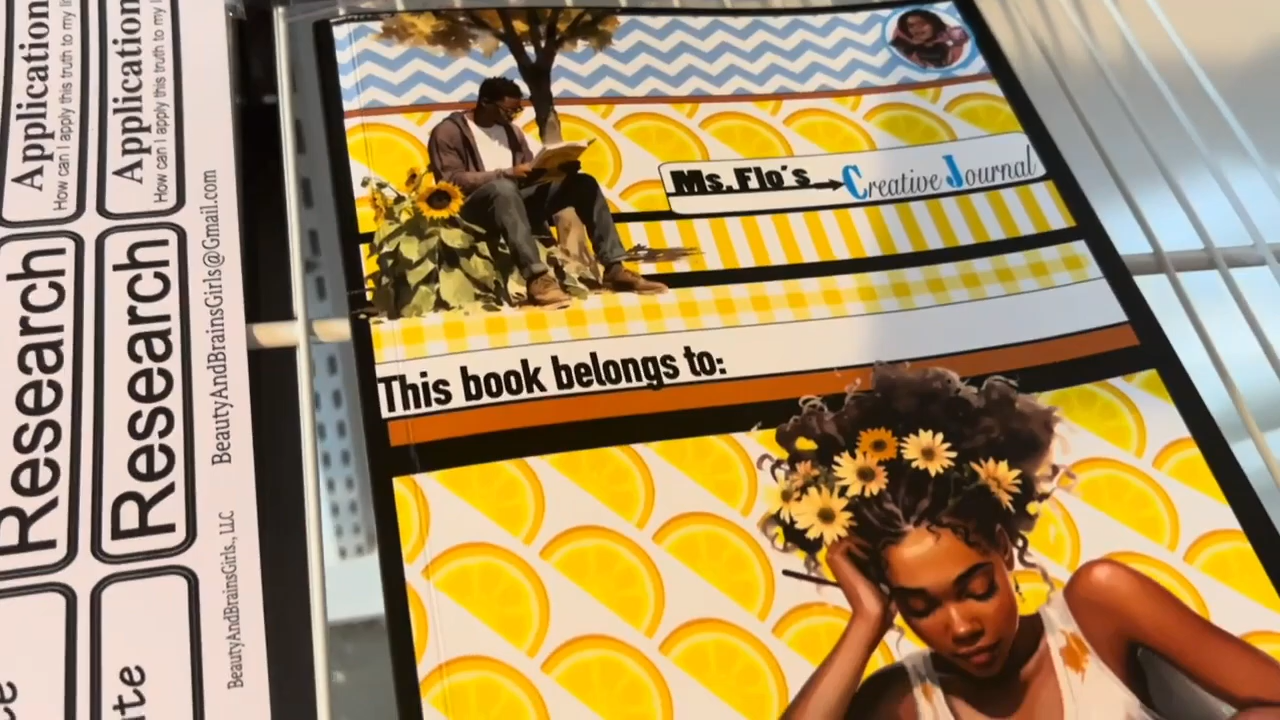 Application
How can I apply this truth to my
Application
How can I apply this truth to my
Research
Research
BeautyAndBrainsGirls@Gmail.com
BeautyAndBrainsGirls., LLC
Ms. Flo's
Creative Journal
This book belongs to: